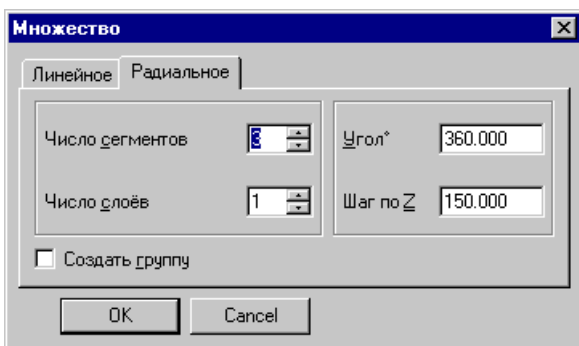 Множество
Линейное Радиальное
Число сегментов 3 Угол° 360.000
Число слоёв 1 Шаг по Z 150.000
Создать группу
OK Cancel